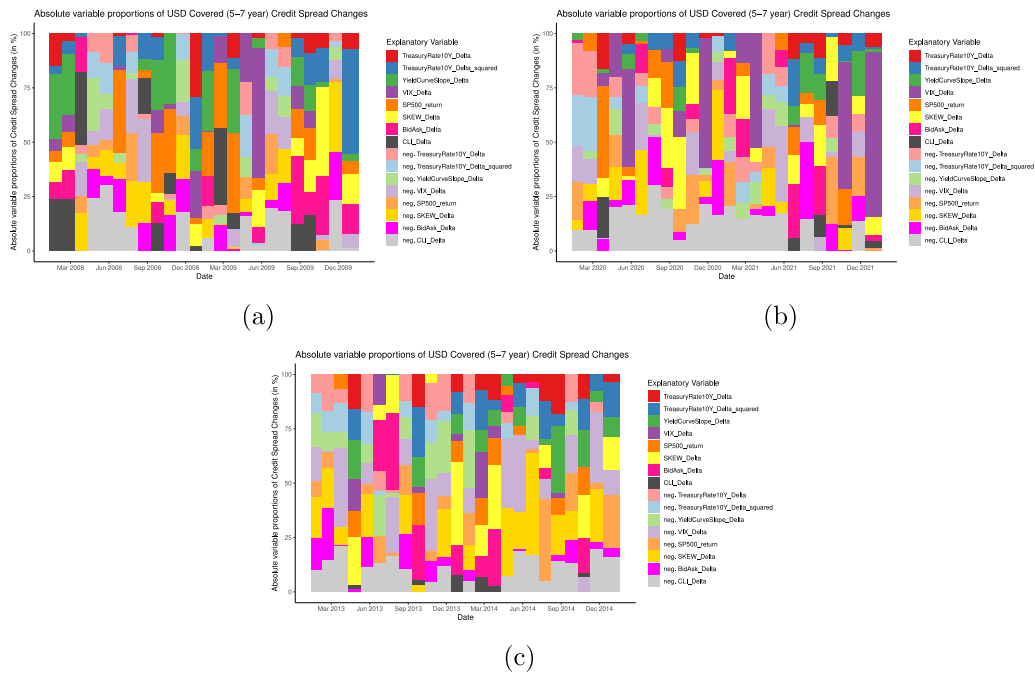 Absolute variable proportions of USD Covered (5−7 year) Credit Spread Changes
Absolute variable proportions of Credit Spread Changes (in %)
100
75
50
25
0
Mar 2008 Jun 2008 Sep 2008 Dec 2008 Mar 2009 Jun 2009 Sep 2009 Dec 2009
Date
Explanatory Variable
TreasuryRate10Y_Delta
TreasuryRate10Y_Delta_squared
YieldCurveSlope_Delta
VIX_Delta
SP500_return
SKEW_Delta
BidAsk_Delta
CLI_Delta
neg. TreasuryRate10Y_Delta
neg. TreasuryRate10Y_Delta_squared
neg. YieldCurveSlope_Delta
neg. VIX_Delta
neg. SP500_return
neg. SKEW_Delta
neg. BidAsk_Delta
neg. CLI_Delta
(a)
Absolute variable proportions of USD Covered (5−7 year) Credit Spread Changes
Absolute variable proportions of Credit Spread Changes (in %)
100
75
50
25
0
Mar 2020 Jun 2020 Sep 2020 Dec 2020 Mar 2021 Jun 2021 Sep 2021 Dec 2021
Date
Explanatory Variable
TreasuryRate10Y_Delta
TreasuryRate10Y_Delta_squared
YieldCurveSlope_Delta
VIX_Delta
SP500_return
SKEW_Delta
BidAsk_Delta
CLI_Delta
neg. TreasuryRate10Y_Delta
neg. TreasuryRate10Y_Delta_squared
neg. YieldCurveSlope_Delta
neg. VIX_Delta
neg. SP500_return
neg. SKEW_Delta
neg. BidAsk_Delta
neg. CLI_Delta
(b)
Absolute variable proportions of USD Covered (5−7 year) Credit Spread Changes
Absolute variable proportions of Credit Spread Changes (in %)
100
75
50
25
0
Mar 2013 Jun 2013 Sep 2013 Dec 2013 Mar 2014 Jun 2014 Sep 2014 Dec 2014
Date
Explanatory Variable
TreasuryRate10Y_Delta
TreasuryRate10Y_Delta_squared
YieldCurveSlope_Delta
VIX_Delta
SP500_return
SKEW_Delta
BidAsk_Delta
CLI_Delta
neg. TreasuryRate10Y_Delta
neg. TreasuryRate10Y_Delta_squared
neg. YieldCurveSlope_Delta
neg. VIX_Delta
neg. SP500_return
neg. SKEW_Delta
neg. BidAsk_Delta
neg. CLI_Delta
(c)